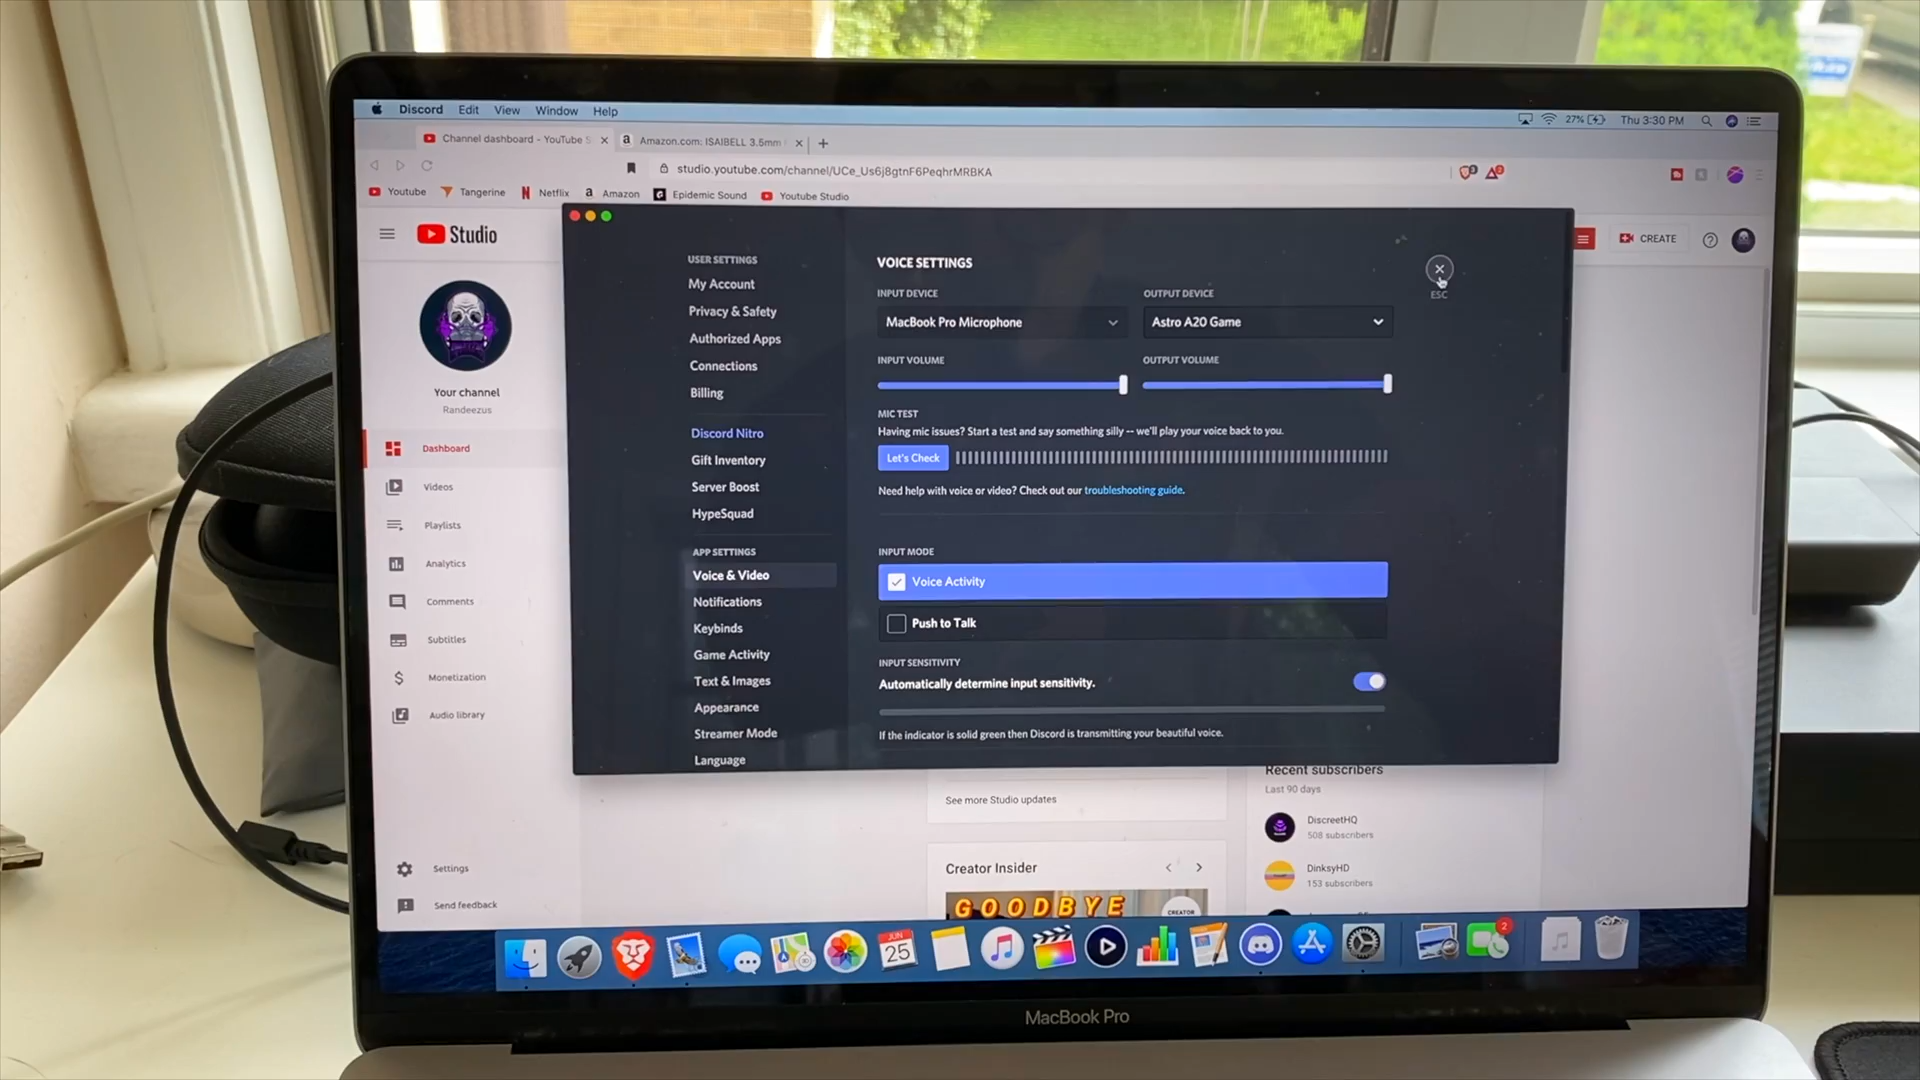 Discord Edit View Window Help
27% Thu 3:30 PM
Channel dashboard - YouTube S
Amazon.com: ISAIBELL 3.5mm
studio.youtube.com/channel/UCe_Us6j8gtnF6PeqhrMRBKA
Youtube Tangerine Netflix Amazon Epidemic Sound Youtube Studio
Studio
CREATE
Your channel
Randeezus
Dashboard
Videos
Playlists
Analytics
Comments
Subtitles
Monetization
Audio library
Settings
Send feedback
USER SETTINGS
My Account
Privacy & Safety
Authorized Apps
Connections
Billing
Discord Nitro
Gift Inventory
Server Boost
HypeSquad
APP SETTINGS
Voice & Video
Notifications
Keybinds
Game Activity
Text & Images
Appearance
Streamer Mode
Language
VOICE SETTINGS
ESC
INPUT DEVICE
MacBook Pro Microphone
OUTPUT DEVICE
Astro A20 Game
INPUT VOLUME
OUTPUT VOLUME
MIC TEST
Having mic issues? Start a test and say something silly -- we'll play your voice back to you.
Let's Check
Need help with voice or video? Check out our troubleshooting guide.
INPUT MODE
Voice Activity
Push to Talk
INPUT SENSITIVITY
Automatically determine input sensitivity.
If the indicator is solid green then Discord is transmitting your beautiful voice.
See more Studio updates
Creator Insider
GOODBYE
CREATOR
Recent subscribers
Last 90 days
DiscreetHQ
508 subscribers
DinksyHD
153 subscribers
JUN
25
2
MacBook Pro